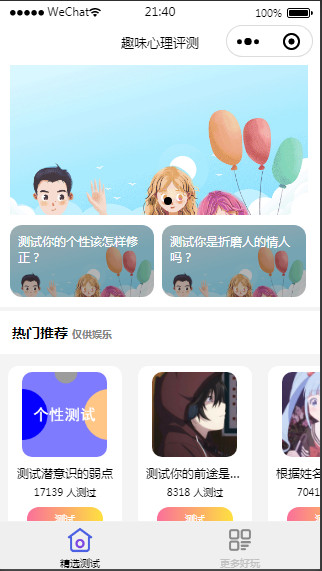 WeChat 21:40 100%
趣味心理评测
测试你的个性该怎样修
正？
测试你是折磨人的情人
吗？
热门推荐 仅供娱乐
个性测试
测试潜意识的弱点 测试你的前途是... 根据姓名
17139 人测过 8318 人测过 7041
测试 测试
精选测试 更多好玩